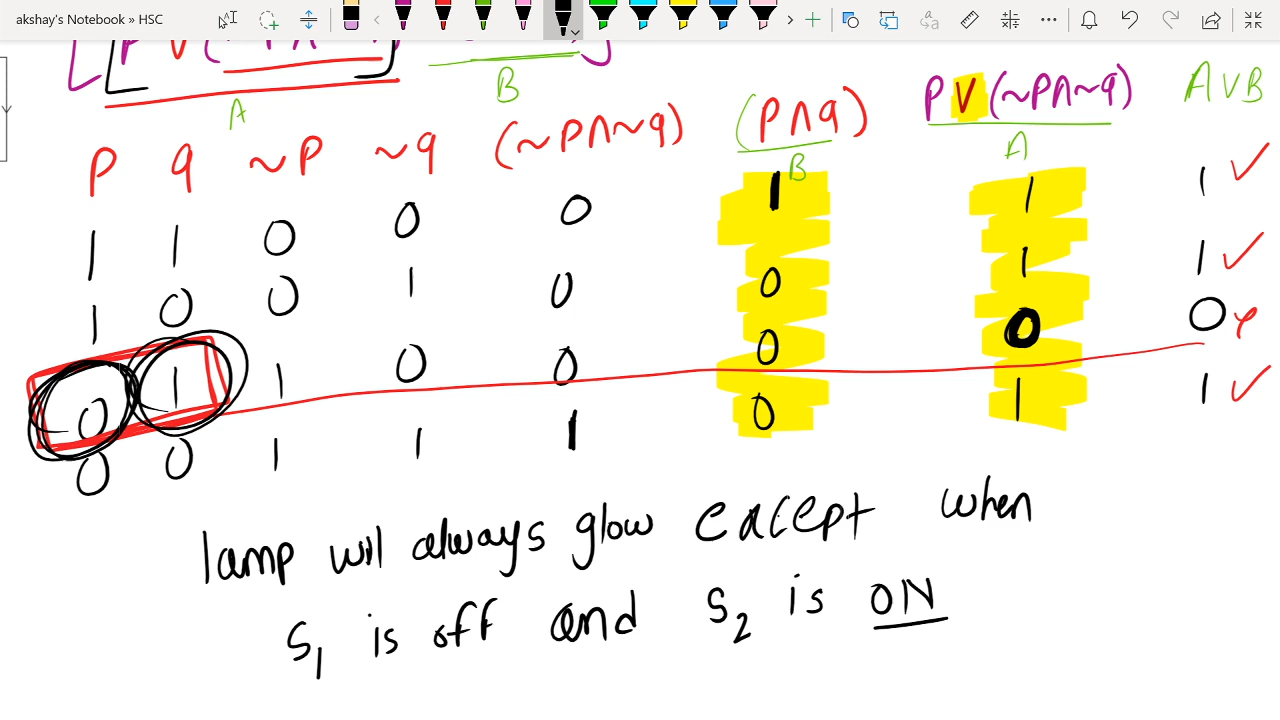 akshay's Notebook » HSC
A B
p q ~p ~q (~p∧~q) (p∧q) p∨(~p∧~q) A∨B
B A
1 1 0 0 0 1 1 1 ✓
1 0 0 1 0 0 1 1 ✓
0 1 1 0 0 0 0 0
0 0 1 1 1 0 1 1 ✓
lamp will always glow except when
S₁ is off and S₂ is ON